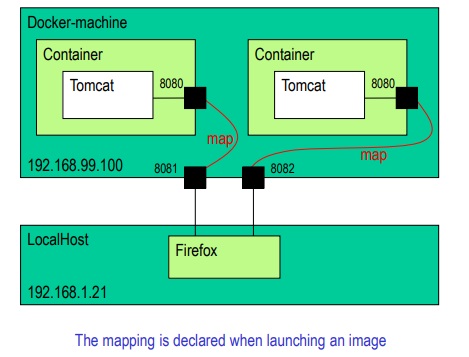 Docker-machine
Container
Container
Tomcat
8080
Tomcat
8080
map
map
192.168.99.100
8081
8082
LocalHost
Firefox
192.168.1.21
The mapping is declared when launching an image